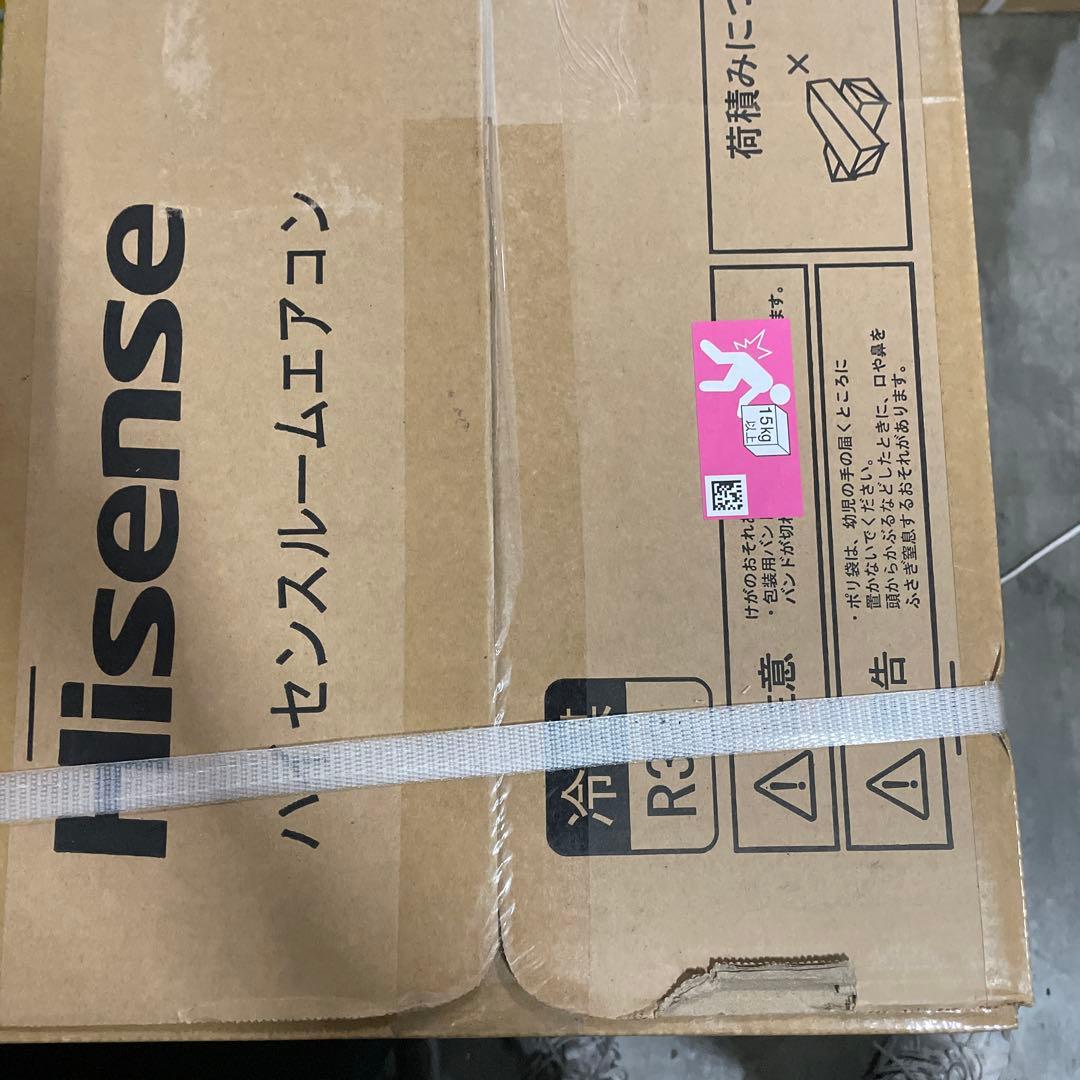 Hisense
ハイセンスルームエアコン
冷媒
R3
荷積みにつ
注意
けがのおそれ
ます。
・包装用バン
バンドが切れ
15kg
以上
警告
・ポリ袋は、幼児の手の届くところに
置かないでください。
頭からかぶるなどしたときに、口や鼻を
ふさぎ窒息するおそれがあります。